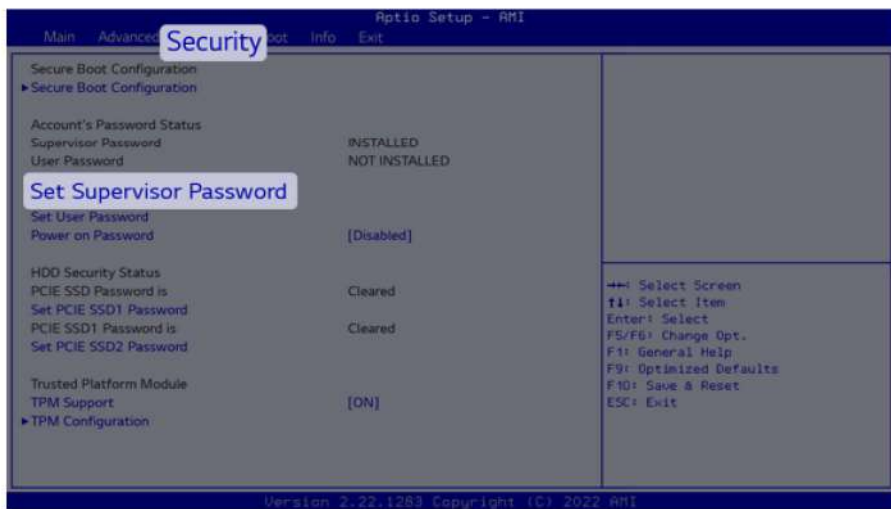 Aptio Setup - AMI
Main Advanced Security Boot Info Exit
Secure Boot Configuration
►Secure Boot Configuration
Account's Password Status
Supervisor Password INSTALLED
User Password NOT INSTALLED
Set Supervisor Password
Set User Password
Power on Password [Disabled]
HDD Security Status
PCIE SSD Password is Cleared
Set PCIE SSD1 Password
PCIE SSD1 Password is Cleared
Set PCIE SSD2 Password
Trusted Platform Module
TPM Support [ON]
►TPM Configuration
→←: Select Screen
↑↓: Select Item
Enter: Select
F5/F6: Change Opt.
F1: General Help
F9: Optimized Defaults
F10: Save & Reset
ESC: Exit
Version 2.22.1283 Copyright (C) 2022 AMI